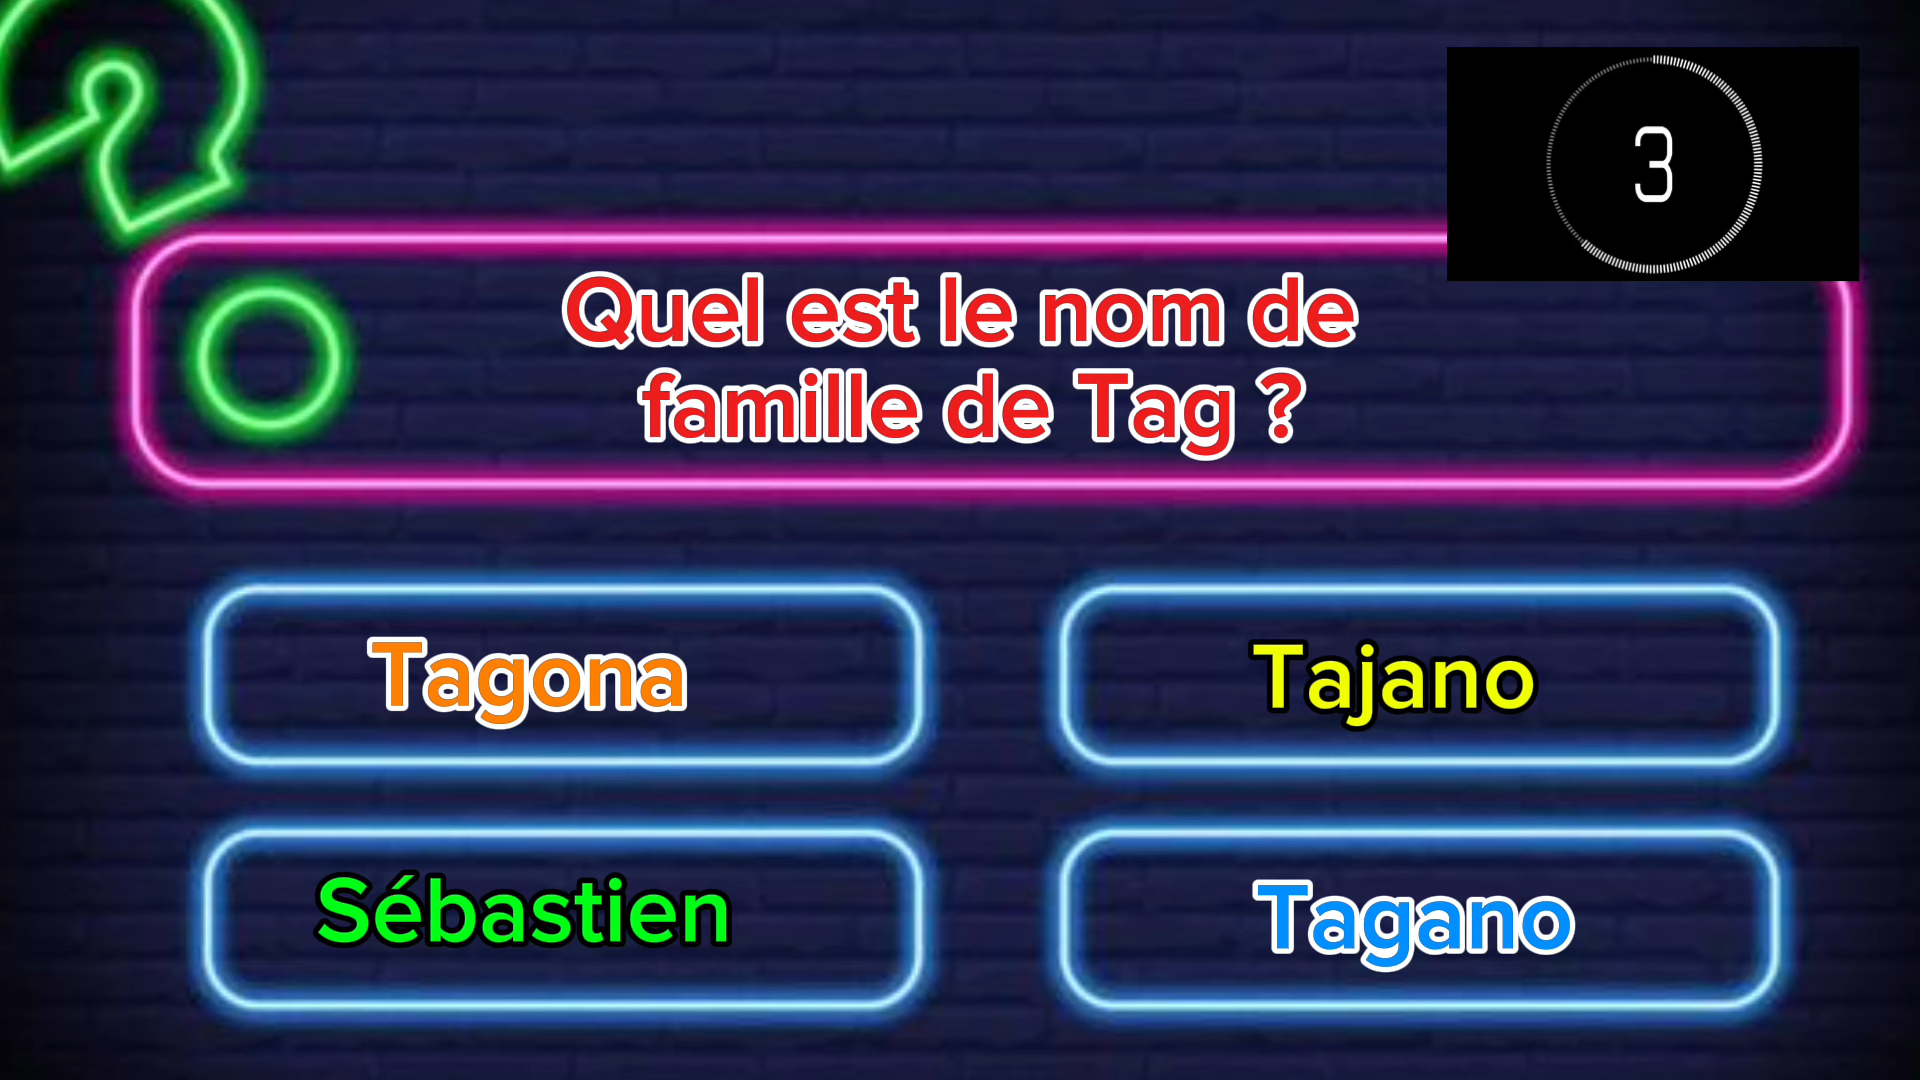 3
Quel est le nom de
famille de Tag ?
Tagona
Tajano
Sébastien
Tagano